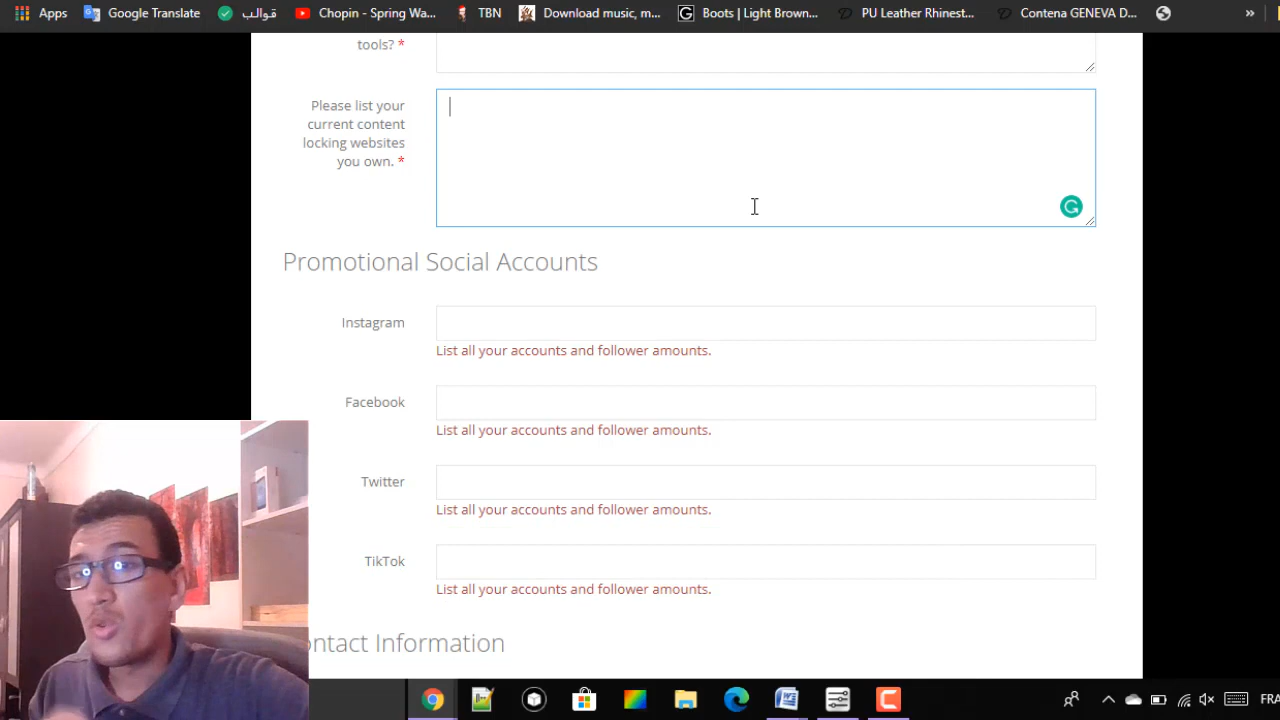 Apps
Google Translate
قوالب
Chopin - Spring Wa...
TBN
Download music, m...
Boots | Light Brown...
PU Leather Rhinest...
Contena GENEVA D...
»
tools? *
Please list your
current content
locking websites
you own. *
Promotional Social Accounts
Instagram
List all your accounts and follower amounts.
Facebook
List all your accounts and follower amounts.
Twitter
List all your accounts and follower amounts.
TikTok
List all your accounts and follower amounts.
ontact Information
FRA